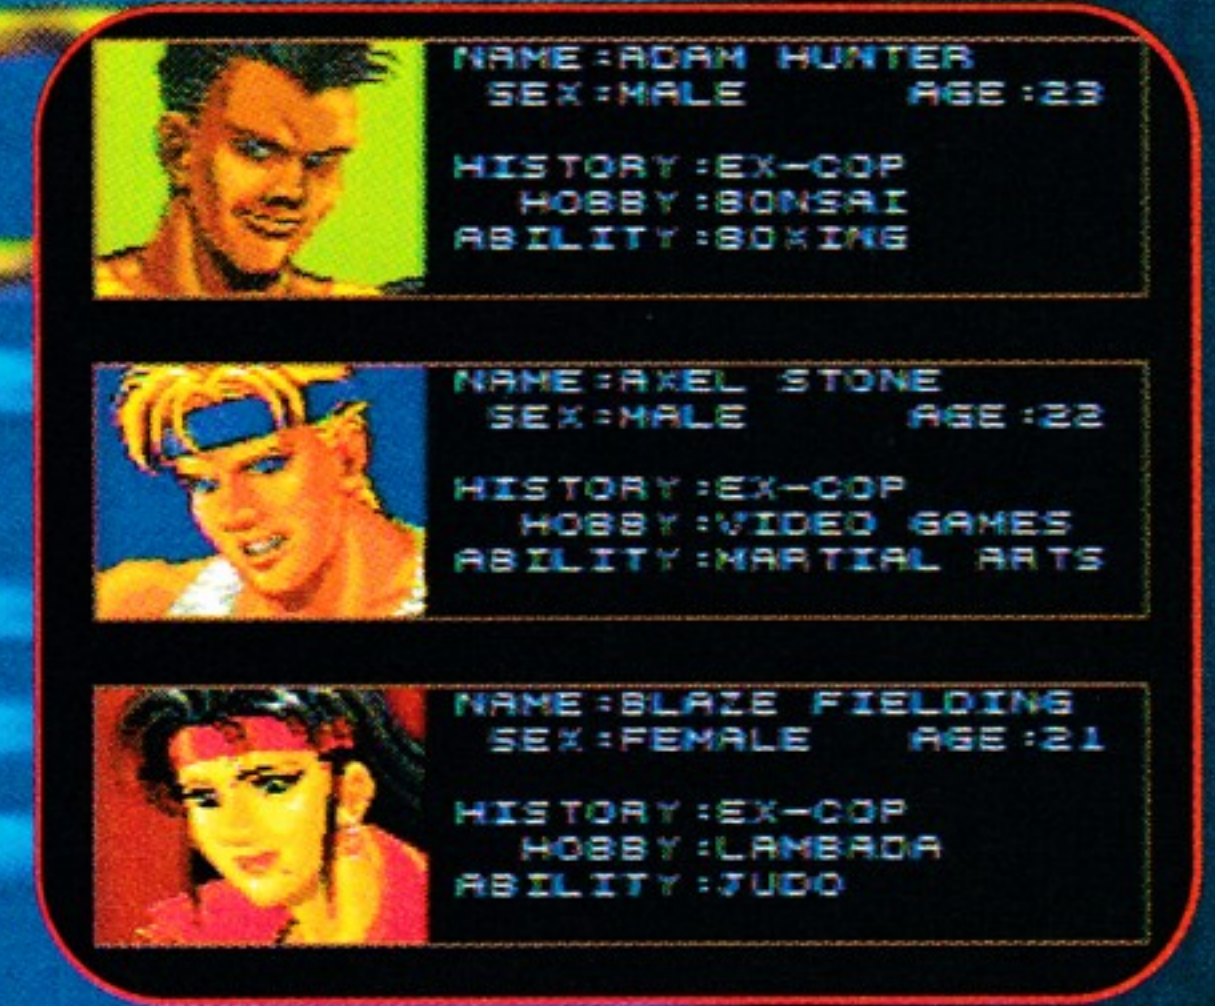 NAME:ADAM HUNTER
SEX:MALE AGE:23
HISTORY:EX-COP
HOBBY:BONSAI
ABILITY:BOXING
NAME:AXEL STONE
SEX:MALE AGE:22
HISTORY:EX-COP
HOBBY:VIDEO GAMES
ABILITY:MARTIAL ARTS
NAME:BLAZE FIELDING
SEX:FEMALE AGE:21
HISTORY:EX-COP
HOBBY:LAMBADA
ABILITY:JUDO